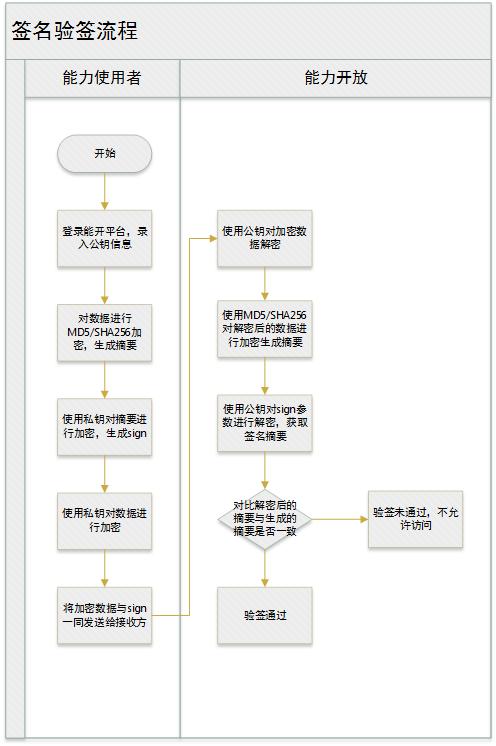 签名验签流程
能力使用者
能力开放
开始
登录能开平台，录
入公钥信息
对数据进行
MD5/SHA256加
密，生成摘要
使用私钥对摘要进
行加密，生成sign
使用私钥对数据进
行加密
将加密数据与sign
一同发送给接收方
使用公钥对加密数
据解密
使用MD5/SHA256
对解密后的数据进
行加密生成摘要
使用公钥对sign参
数进行解密，获取
签名摘要
对比解密后的
摘要与生成的
摘要是否一致
验签未通过，不允
许访问
验签通过